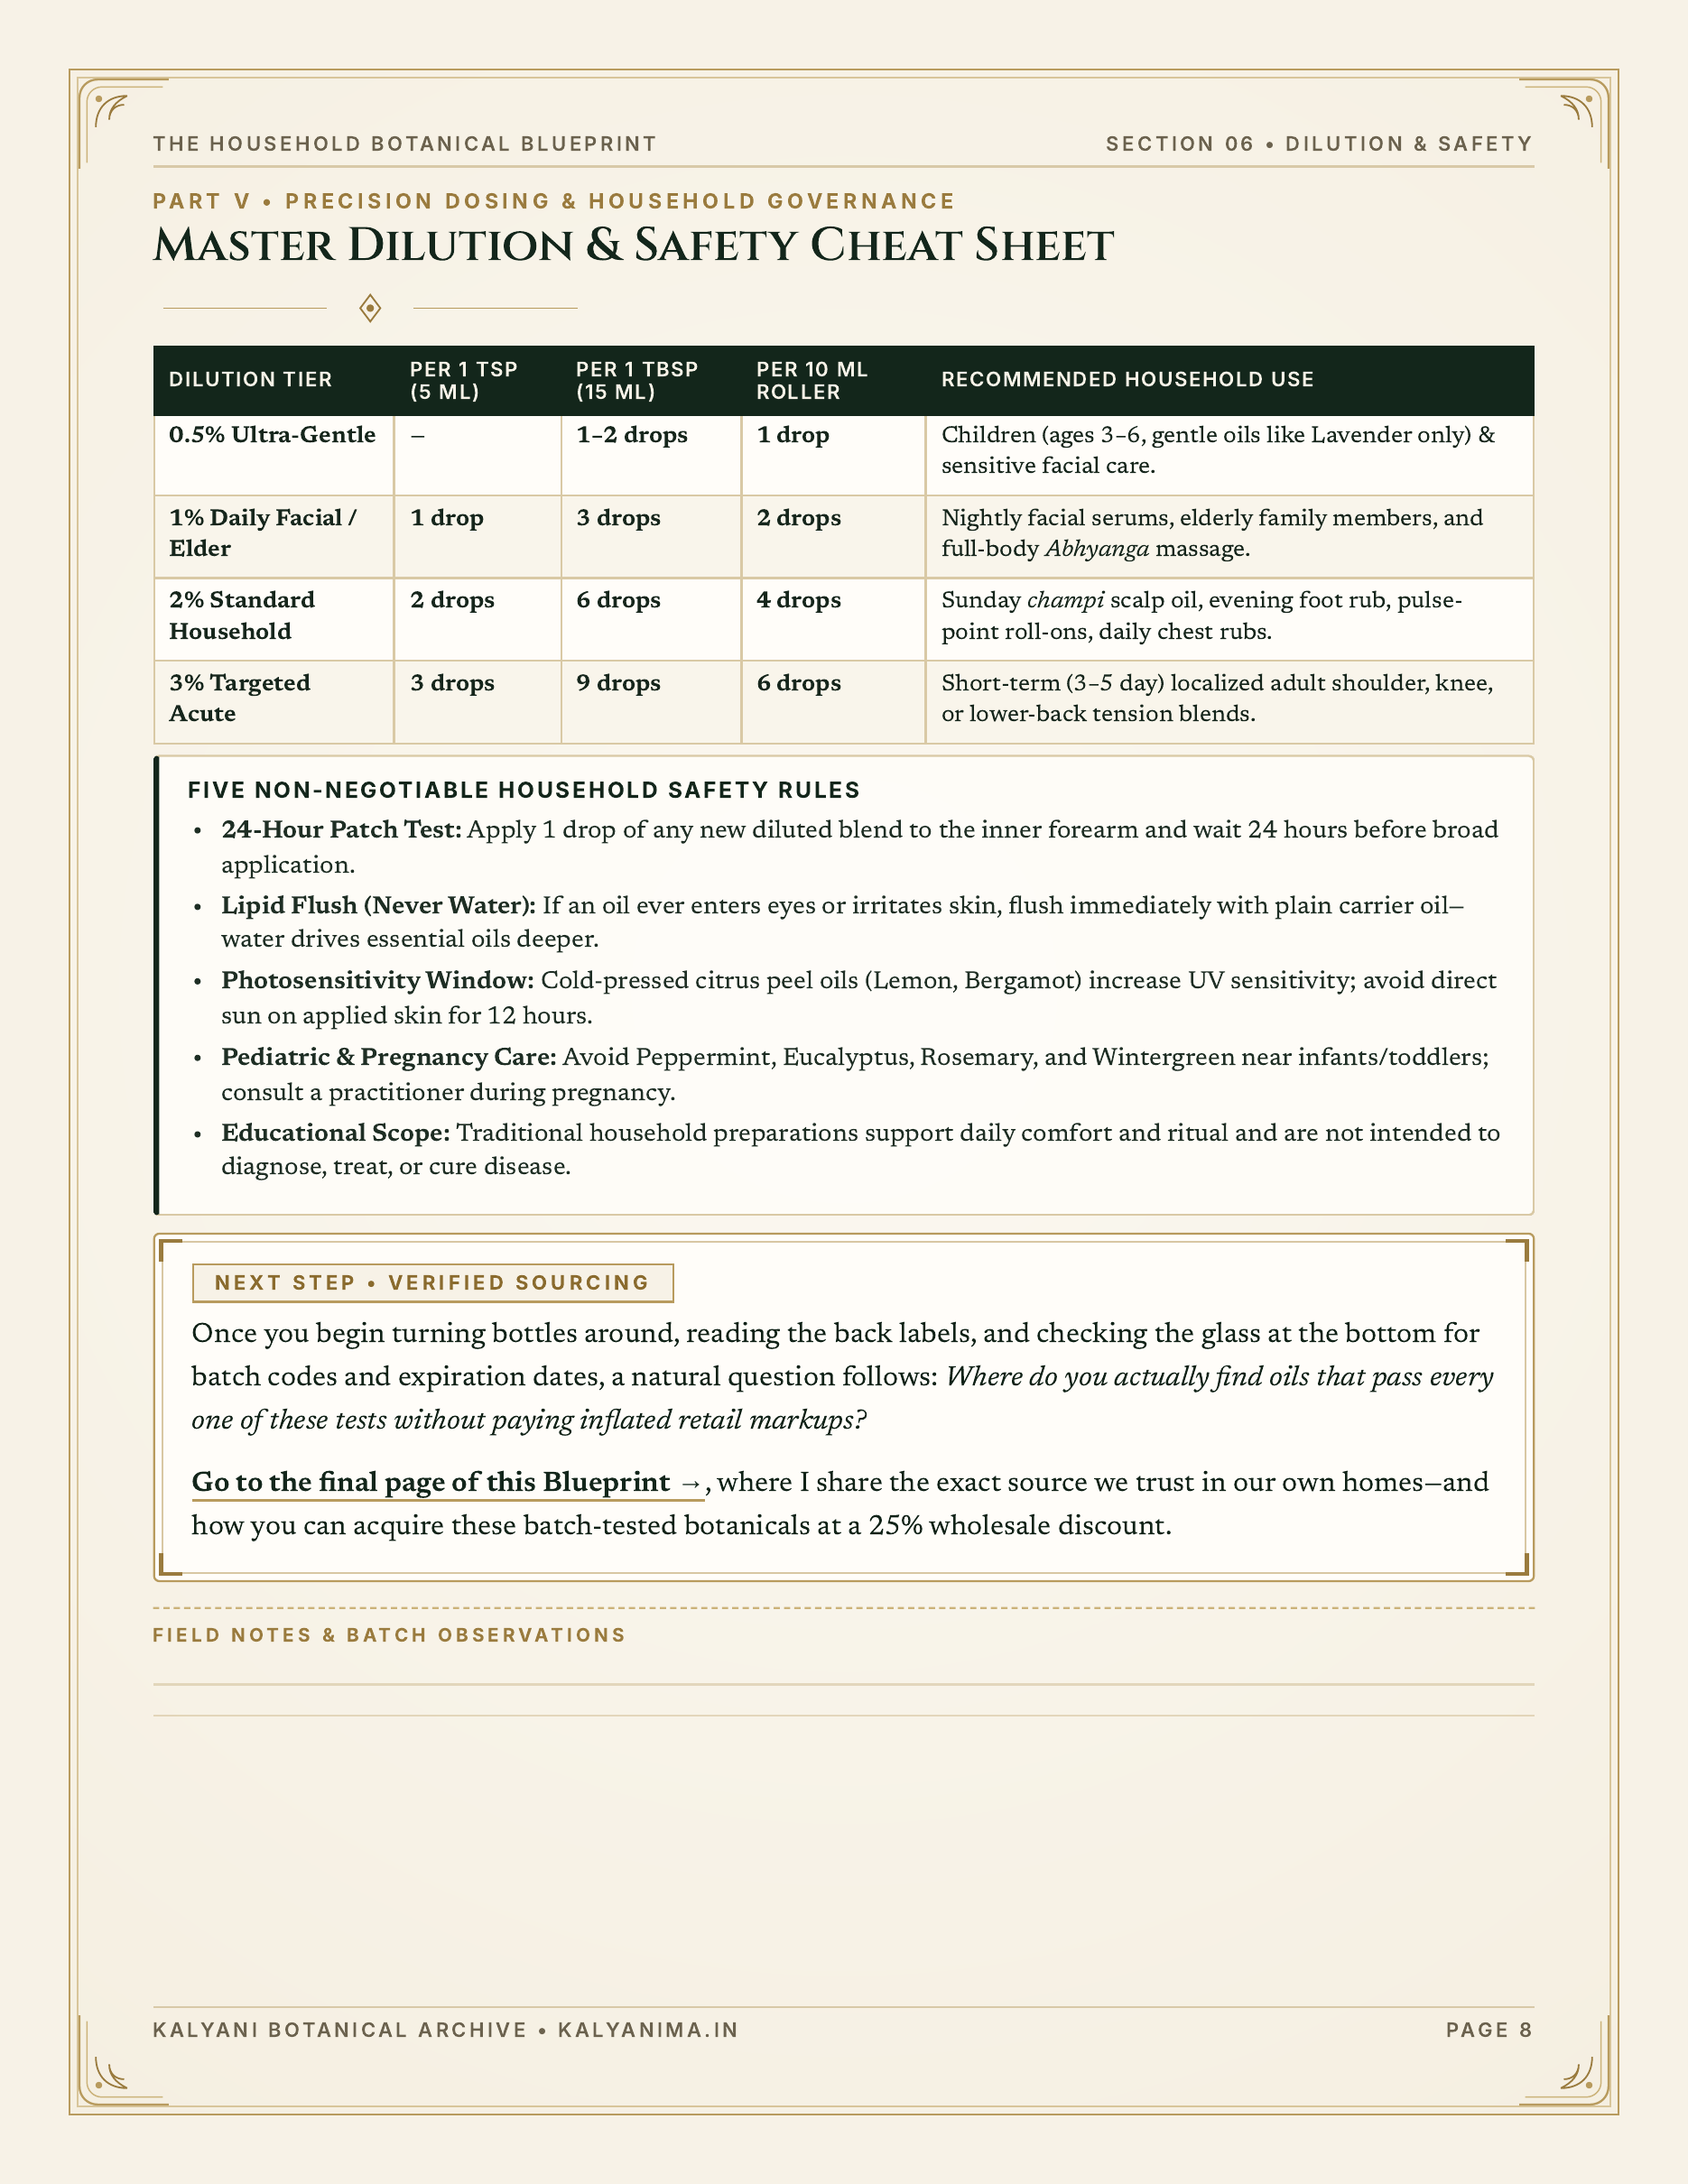 THE HOUSEHOLD BOTANICAL BLUEPRINT
SECTION 06 • DILUTION & SAFETY
PART V • PRECISION DOSING & HOUSEHOLD GOVERNANCE
MASTER DILUTION & SAFETY CHEAT SHEET
DILUTION TIER
PER 1 TSP
(5 ML)
PER 1 TBSP
(15 ML)
PER 10 ML
ROLLER
RECOMMENDED HOUSEHOLD USE
0.5% Ultra-Gentle
—
1–2 drops
1 drop
Children (ages 3–6, gentle oils like Lavender only) &
sensitive facial care.
1% Daily Facial /
Elder
1 drop
3 drops
2 drops
Nightly facial serums, elderly family members, and
full-body Abhyanga massage.
2% Standard
Household
2 drops
6 drops
4 drops
Sunday champi scalp oil, evening foot rub, pulse-
point roll-ons, daily chest rubs.
3% Targeted
Acute
3 drops
9 drops
6 drops
Short-term (3–5 day) localized adult shoulder, knee,
or lower-back tension blends.
FIVE NON-NEGOTIABLE HOUSEHOLD SAFETY RULES
• 24-Hour Patch Test: Apply 1 drop of any new diluted blend to the inner forearm and wait 24 hours before broad
application.
• Lipid Flush (Never Water): If an oil ever enters eyes or irritates skin, flush immediately with plain carrier oil—
water drives essential oils deeper.
• Photosensitivity Window: Cold-pressed citrus peel oils (Lemon, Bergamot) increase UV sensitivity; avoid direct
sun on applied skin for 12 hours.
• Pediatric & Pregnancy Care: Avoid Peppermint, Eucalyptus, Rosemary, and Wintergreen near infants/toddlers;
consult a practitioner during pregnancy.
• Educational Scope: Traditional household preparations support daily comfort and ritual and are not intended to
diagnose, treat, or cure disease.
NEXT STEP • VERIFIED SOURCING
Once you begin turning bottles around, reading the back labels, and checking the glass at the bottom for
batch codes and expiration dates, a natural question follows: Where do you actually find oils that pass every
one of these tests without paying inflated retail markups?
Go to the final page of this Blueprint →, where I share the exact source we trust in our own homes—and
how you can acquire these batch-tested botanicals at a 25% wholesale discount.
FIELD NOTES & BATCH OBSERVATIONS
KALYANI BOTANICAL ARCHIVE • KALYANIMA.IN
PAGE 8